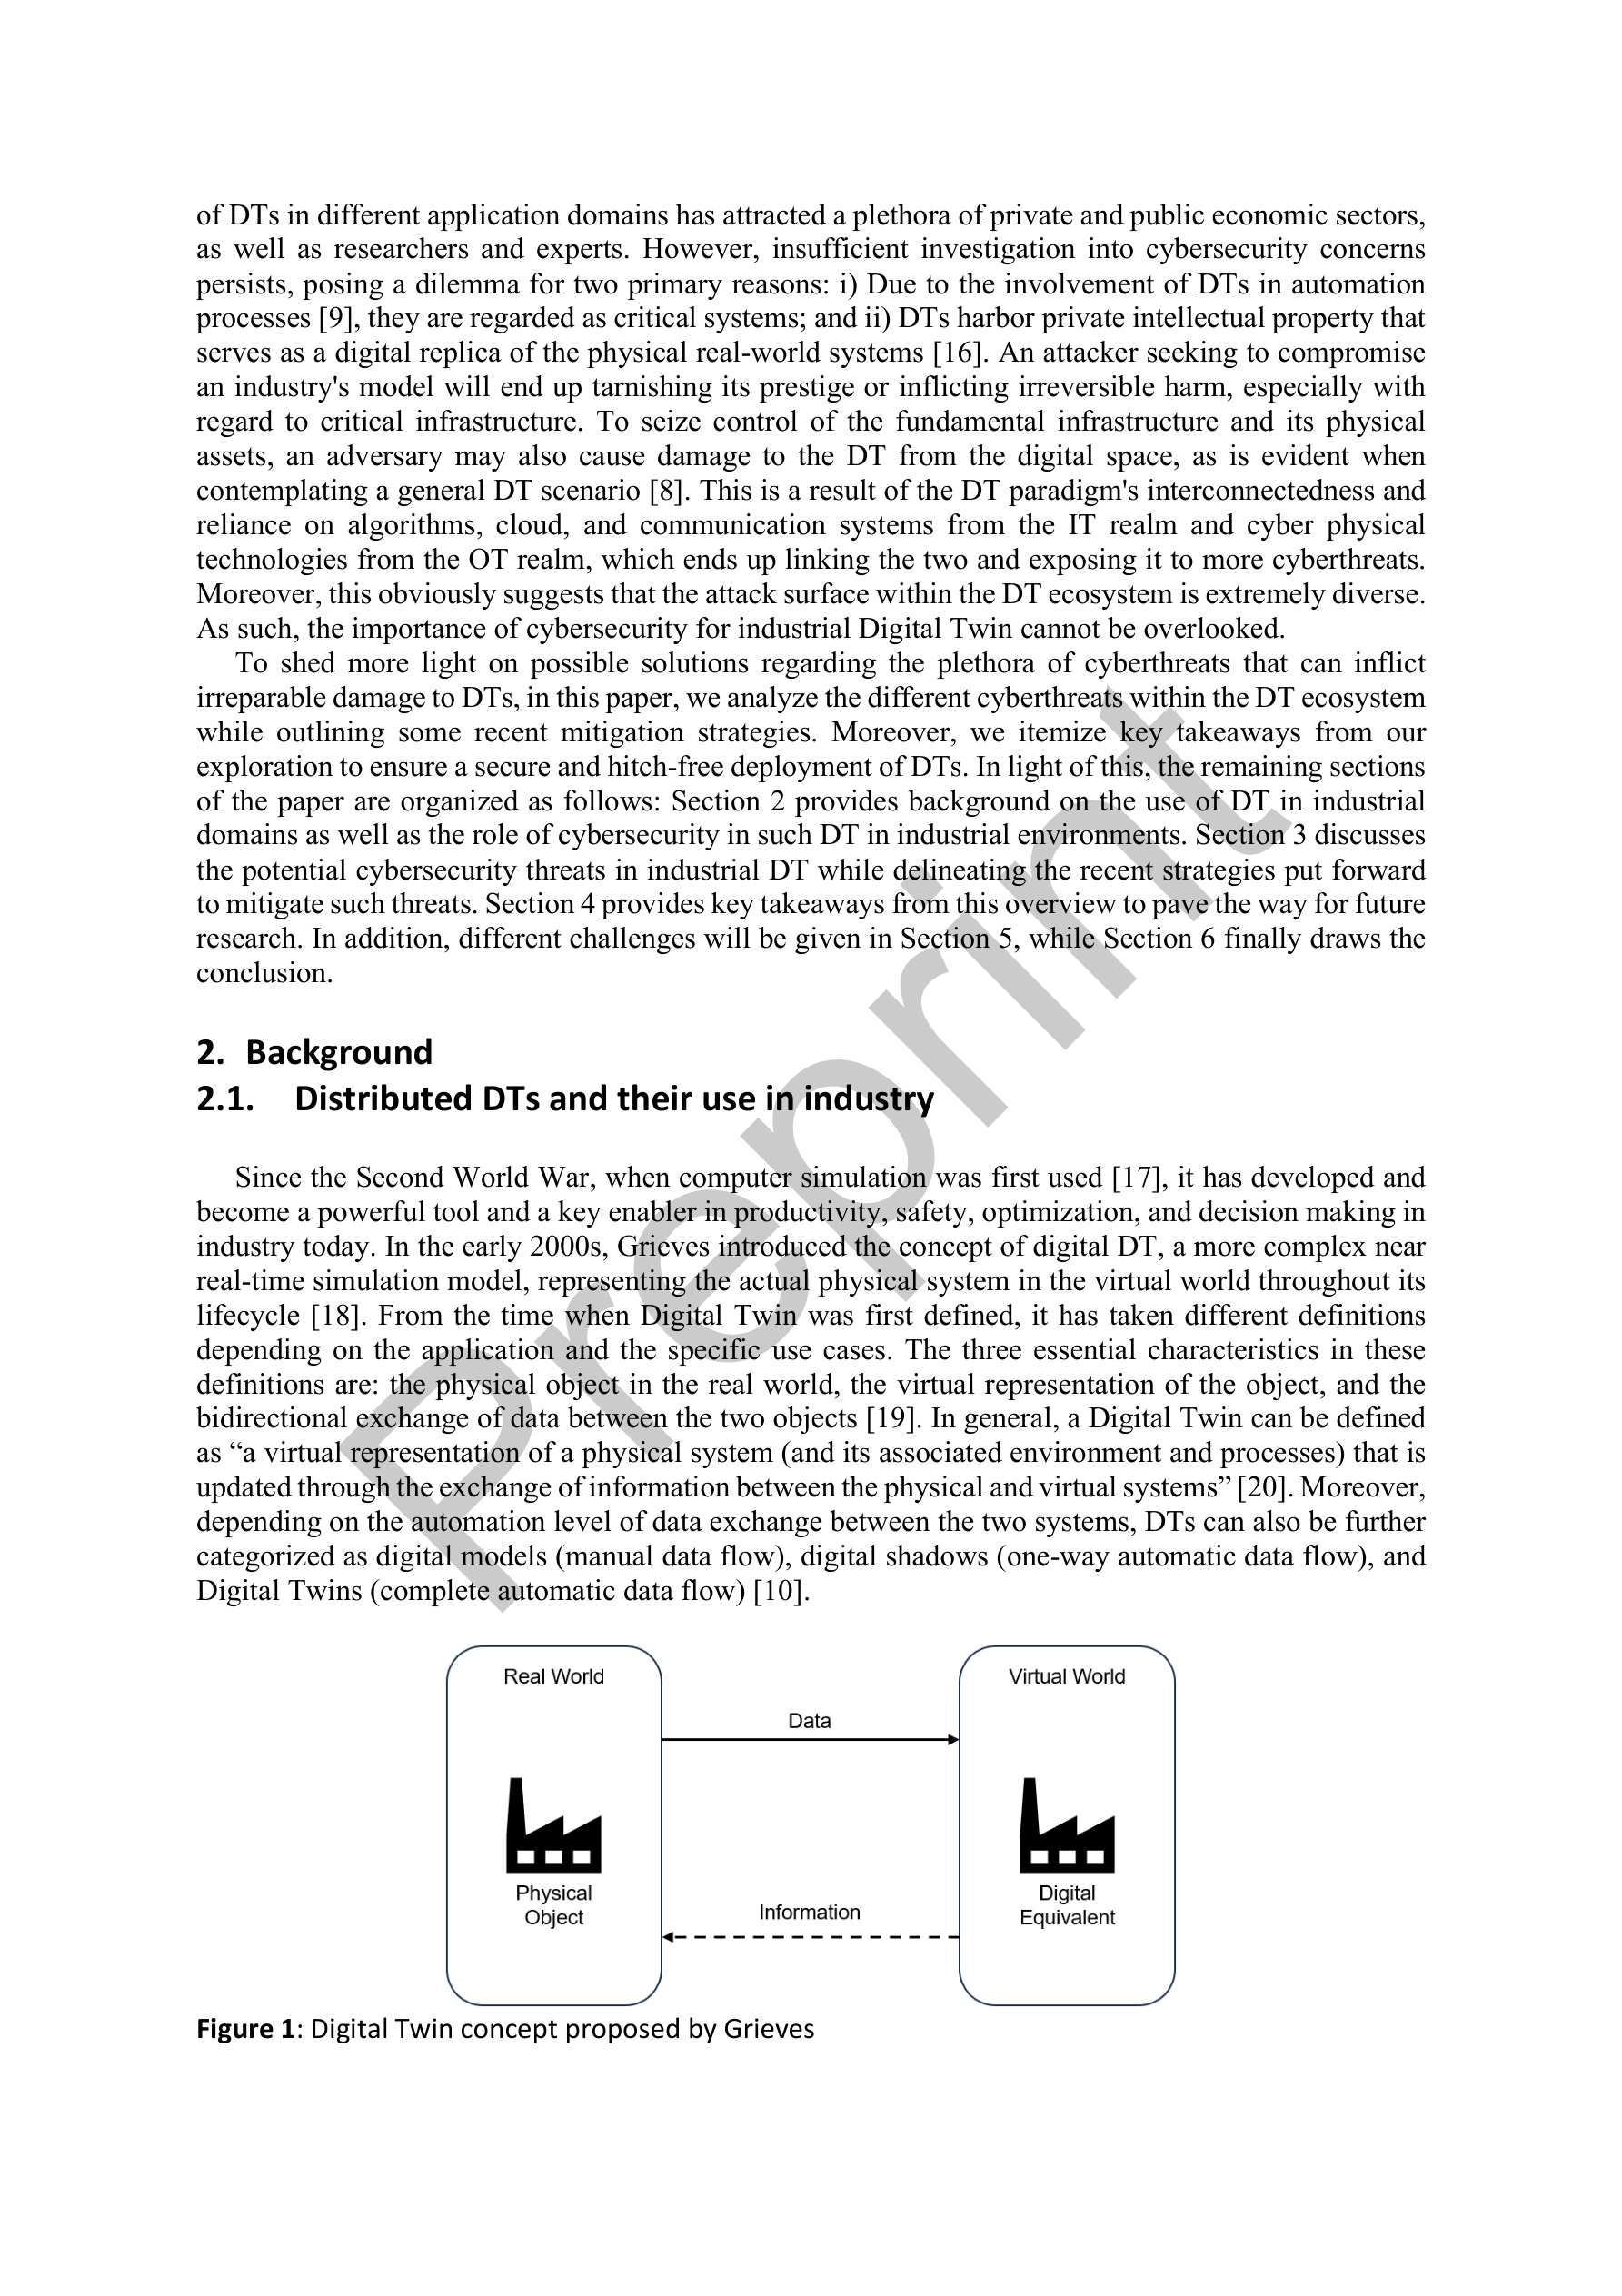 of DTs in different application domains has attracted a plethora of private and public economic sectors,
as well as researchers and experts. However, insufficient investigation into cybersecurity concerns
persists, posing a dilemma for two primary reasons: i) Due to the involvement of DTs in automation
processes [9], they are regarded as critical systems; and ii) DTs harbor private intellectual property that
serves as a digital replica of the physical real-world systems [16]. An attacker seeking to compromise
an industry's model will end up tarnishing its prestige or inflicting irreversible harm, especially with
regard to critical infrastructure. To seize control of the fundamental infrastructure and its physical
assets, an adversary may also cause damage to the DT from the digital space, as is evident when
contemplating a general DT scenario [8]. This is a result of the DT paradigm's interconnectedness and
reliance on algorithms, cloud, and communication systems from the IT realm and cyber physical
technologies from the OT realm, which ends up linking the two and exposing it to more cyberthreats.
Moreover, this obviously suggests that the attack surface within the DT ecosystem is extremely diverse.
As such, the importance of cybersecurity for industrial Digital Twin cannot be overlooked.
To shed more light on possible solutions regarding the plethora of cyberthreats that can inflict
irreparable damage to DTs, in this paper, we analyze the different cyberthreats within the DT ecosystem
while outlining some recent mitigation strategies. Moreover, we itemize key takeaways from our
exploration to ensure a secure and hitch-free deployment of DTs. In light of this, the remaining sections
of the paper are organized as follows: Section 2 provides background on the use of DT in industrial
domains as well as the role of cybersecurity in such DT in industrial environments. Section 3 discusses
the potential cybersecurity threats in industrial DT while delineating the recent strategies put forward
to mitigate such threats. Section 4 provides key takeaways from this overview to pave the way for future
research. In addition, different challenges will be given in Section 5, while Section 6 finally draws the
conclusion.
2. Background
2.1. Distributed DTs and their use in industry
Since the Second World War, when computer simulation was first used [17], it has developed and
become a powerful tool and a key enabler in productivity, safety, optimization, and decision making in
industry today. In the early 2000s, Grieves introduced the concept of digital DT, a more complex near
real-time simulation model, representing the actual physical system in the virtual world throughout its
lifecycle [18]. From the time when Digital Twin was first defined, it has taken different definitions
depending on the application and the specific use cases. The three essential characteristics in these
definitions are: the physical object in the real world, the virtual representation of the object, and the
bidirectional exchange of data between the two objects [19]. In general, a Digital Twin can be defined
as “a virtual representation of a physical system (and its associated environment and processes) that is
updated through the exchange of information between the physical and virtual systems” [20]. Moreover,
depending on the automation level of data exchange between the two systems, DTs can also be further
categorized as digital models (manual data flow), digital shadows (one-way automatic data flow), and
Digital Twins (complete automatic data flow) [10].
Real World
Virtual World
Data
Physical
Object
Digital
Equivalent
Information
Figure 1: Digital Twin concept proposed by Grieves
Preprint